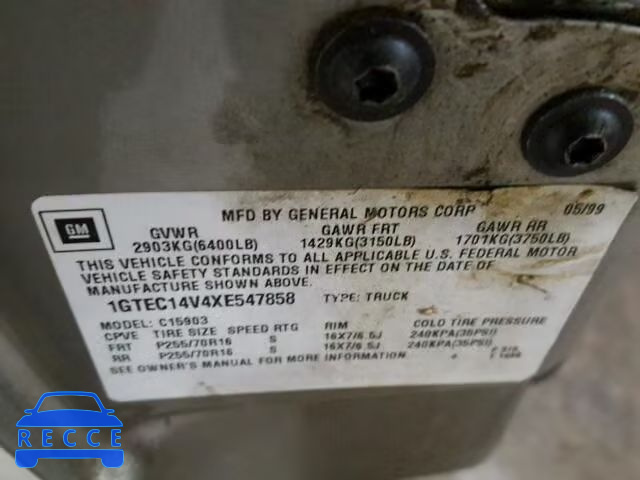 MFD BY GENERAL MOTORS CORP 05/99
GM
GVWR GAWR FRT GAWR RR
2903KG(6400LB) 1429KG(3150LB) 1701KG(3750LB)
THIS VEHICLE CONFORMS TO ALL APPLICABLE U.S. FEDERAL MOTOR
VEHICLE SAFETY STANDARDS IN EFFECT ON THE DATE OF
MANUFACTURE SHOWN ABOVE.
1GTEC14V4XE547858 TYPE: TRUCK
MODEL: C15903
CPVE TIRE SIZE SPEED RTG RIM COLD TIRE PRESSURE
FRT P255/70R16 S 16X7/6.5J 240KPA(35PSI)
RR P255/70R16 S 16X7/6.5J 240KPA(35PSI)
SEE OWNER'S MANUAL FOR MORE INFORMATION
RECCE